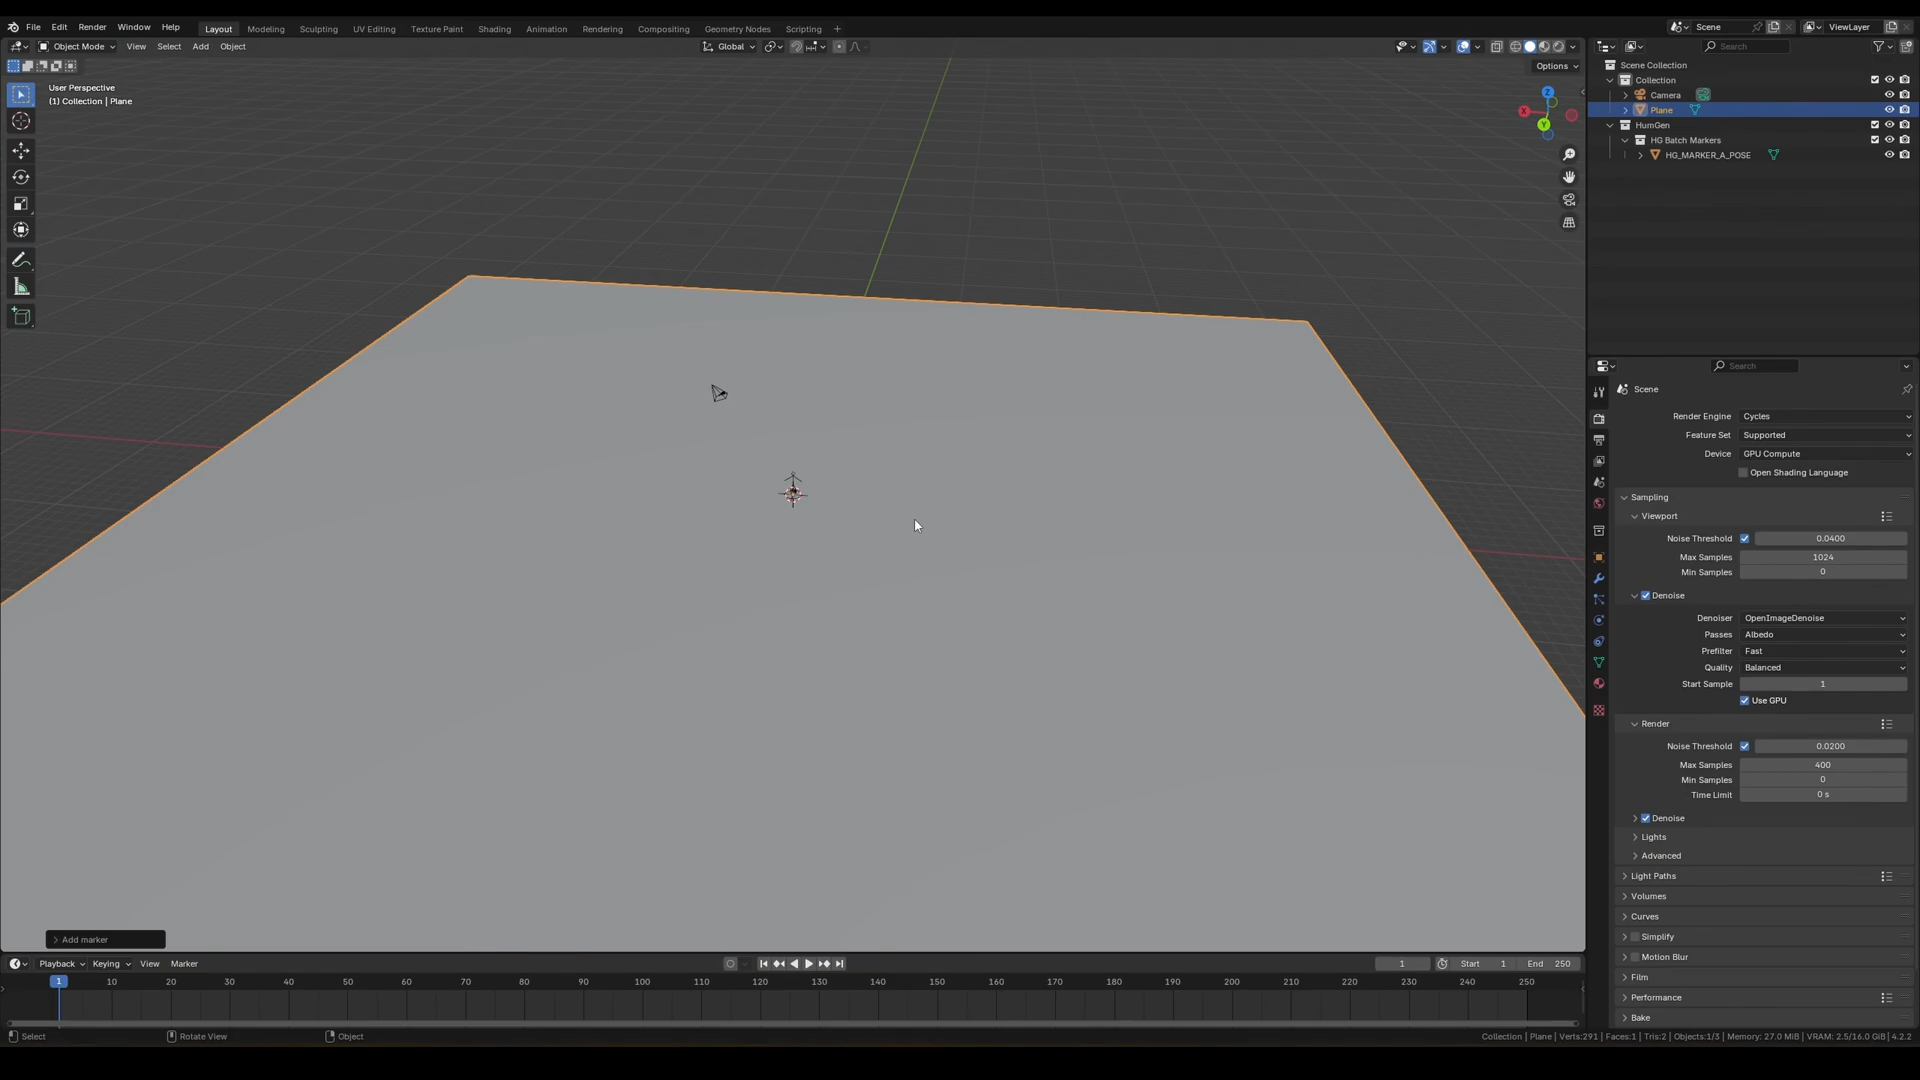 File Edit Render Window Help Layout Modeling Sculpting UV Editing Texture Paint Shading Animation Rendering Compositing Geometry Nodes Scripting + Scene ViewLayer
Object Mode View Select Add Object Global Search
Options
User Perspective
(1) Collection | Plane
Z
X
Y
Scene Collection
Collection
Camera
Plane
HumGen
HG Batch Markers
HG_MARKER_A_POSE
Search
Scene
Render Engine Cycles
Feature Set Supported
Device GPU Compute
Open Shading Language
Sampling
Viewport
Noise Threshold 0.0400
Max Samples 1024
Min Samples 0
Denoise
Denoiser OpenImageDenoise
Passes Albedo
Prefilter Fast
Quality Balanced
Start Sample 1
Use GPU
Render
Noise Threshold 0.0200
Max Samples 400
Min Samples 0
Time Limit 0 s
Denoise
Lights
Advanced
Light Paths
Volumes
Curves
Simplify
Motion Blur
Film
Performance
Bake
Add marker
Playback Keying View Marker 1 Start 1 End 250
1 10 20 30 40 50 60 70 80 90 100 110 120 130 140 150 160 170 180 190 200 210 220 230 240 250
Select Rotate View Object Collection | Plane | Verts:291 | Faces:1 | Tris:2 | Objects:1/3 | Memory: 27.0 MiB | VRAM: 2.5/16.0 GiB | 4.2.2